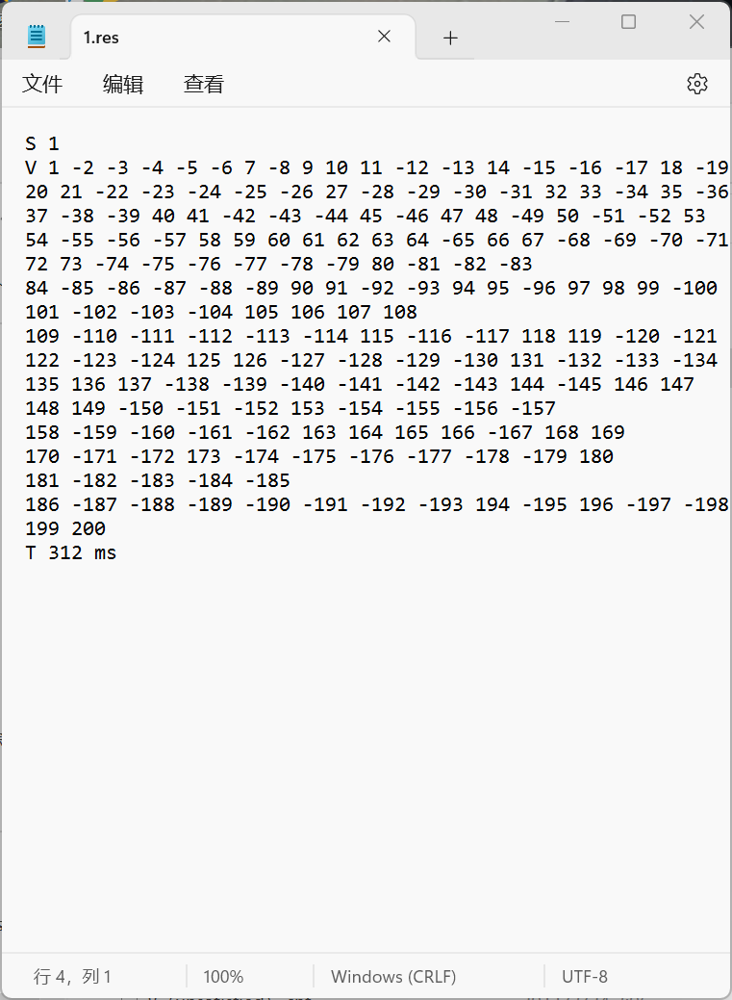 1.res
文件 编辑 查看
S 1
V 1 -2 -3 -4 -5 -6 7 -8 9 10 11 -12 -13 14 -15 -16 -17 18 -19
20 21 -22 -23 -24 -25 -26 27 -28 -29 -30 -31 32 33 -34 35 -36
37 -38 -39 40 41 -42 -43 -44 45 -46 47 48 -49 50 -51 -52 53
54 -55 -56 -57 58 59 60 61 62 63 64 -65 66 67 -68 -69 -70 -71
72 73 -74 -75 -76 -77 -78 -79 80 -81 -82 -83
84 -85 -86 -87 -88 -89 90 91 -92 -93 94 95 -96 97 98 99 -100
101 -102 -103 -104 105 106 107 108
109 -110 -111 -112 -113 -114 115 -116 -117 118 119 -120 -121
122 -123 -124 125 126 -127 -128 -129 -130 131 -132 -133 -134
135 136 137 -138 -139 -140 -141 -142 -143 144 -145 146 147
148 149 -150 -151 -152 153 -154 -155 -156 -157
158 -159 -160 -161 -162 163 164 165 166 -167 168 169
170 -171 -172 173 -174 -175 -176 -177 -178 -179 180
181 -182 -183 -184 -185
186 -187 -188 -189 -190 -191 -192 -193 194 -195 196 -197 -198
199 200
T 312 ms
行 4，列 1 100% Windows (CRLF) UTF-8